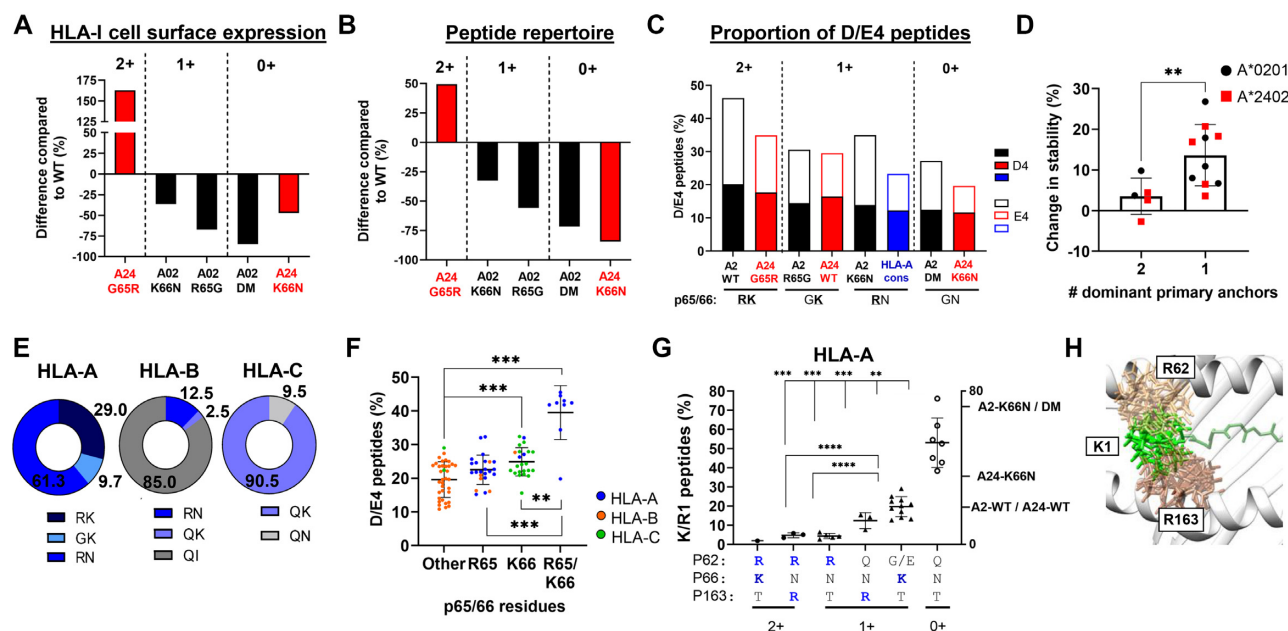 A
HLA-I cell surface expression
2+ 1+ 0+
Difference compared
to WT (%)
175
150
125
100
50
25
0
-25
-50
-75
-100
A24 A02 A02 A02 A24
G65R K66N R65G DM K66N
B
Peptide repertoire
2+ 1+ 0+
Difference compared
to WT (%)
50
25
0
-25
-50
-75
-100
A24 A02 A02 A02 A24
G65R K66N R65G DM K66N
C
Proportion of D/E4 peptides
2+ 1+ 0+
D/E4 peptides (%)
50
40
30
20
10
0
D4
E4
A2 A24 A2 A24 A2 HLA-A A2 A24
WT G65R R65G WT K66N cons DM K66N
p65/66: RK GK RN GN
D
A*0201
A*2402
**
Change in stability (%)
30
20
10
0
-10
2 1
# dominant primary anchors
E
HLA-A HLA-B HLA-C
29.0
9.7
61.3
12.5
2.5
85.0
9.5
90.5
RK
GK
RN
RN
QK
QI
QK
QN
F
***
***
**
***
D/E4 peptides (%)
50
40
30
20
10
0
HLA-A
HLA-B
HLA-C
Other R65 K66 R65/
K66
p65/66 residues
G
HLA-A
*** *** *** **
****
****
K/R1 peptides (%)
80
70
60
50
40
30
20
10
0
80
0
A2-K66N / DM
A24-K66N
A2-WT / A24-WT
P62: R R R Q G/E Q
P66: K N N N K N
P163: T R T R T T
2+ 1+ 0+
H
R62
K1
R163